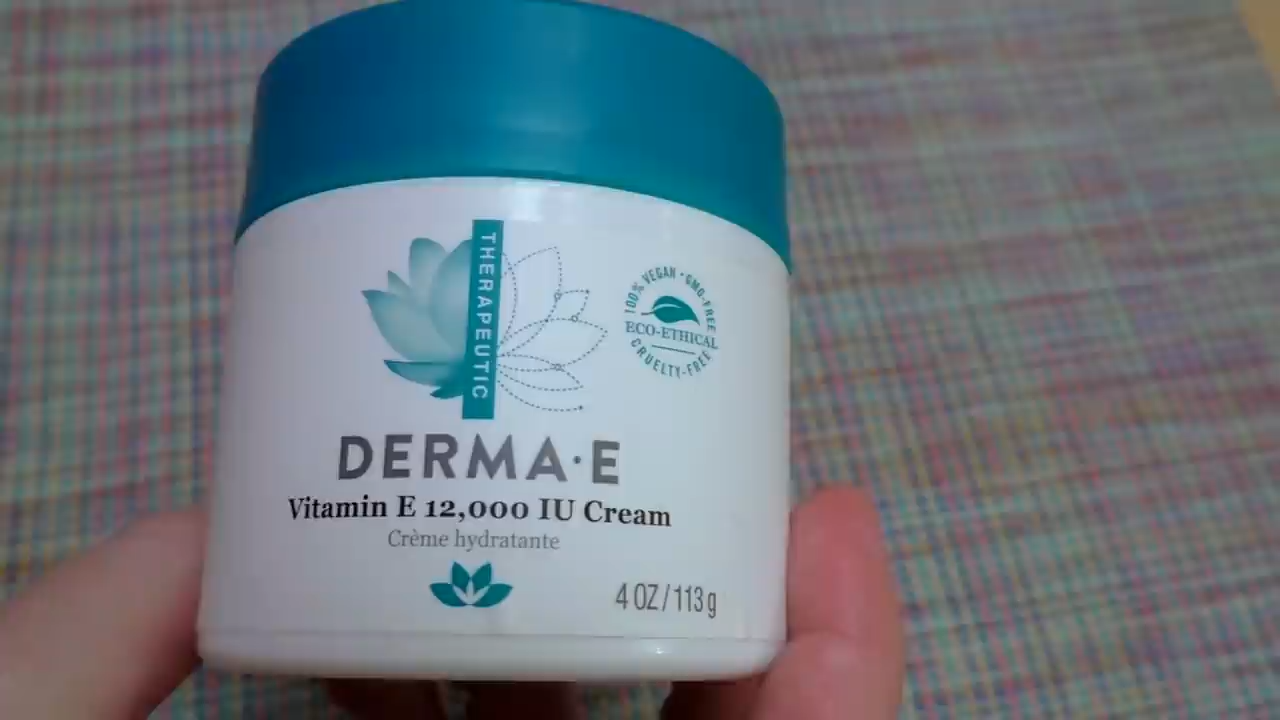 THERAPEUTIC
100% VEGAN • GMO-FREE
ECO-ETHICAL
CRUELTY-FREE
DERMA·E
Vitamin E 12,000 IU Cream
Crème hydratante
4 OZ/113g